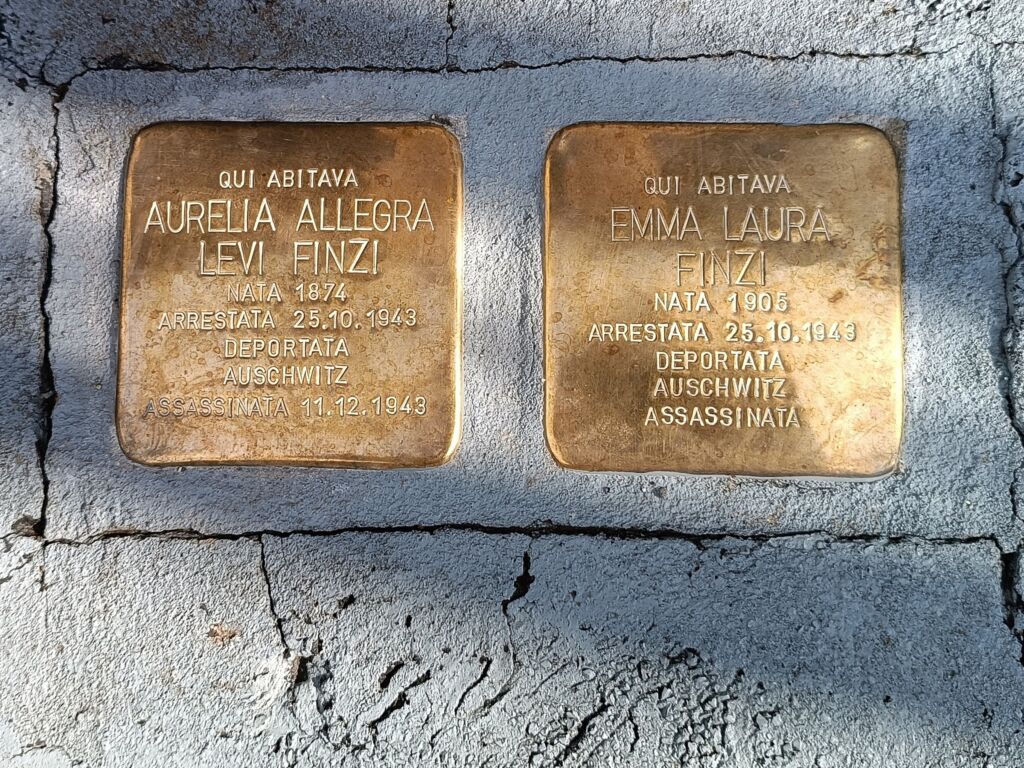 QUI ABITAVA
AURELIA ALLEGRA
LEVI FINZI
NATA 1874
ARRESTATA 25.10.1943
DEPORTATA
AUSCHWITZ
ASSASSINATA 11.12.1943
QUI ABITAVA
EMMA LAURA
FINZI
NATA 1905
ARRESTATA 25.10.1943
DEPORTATA
AUSCHWITZ
ASSASSINATA